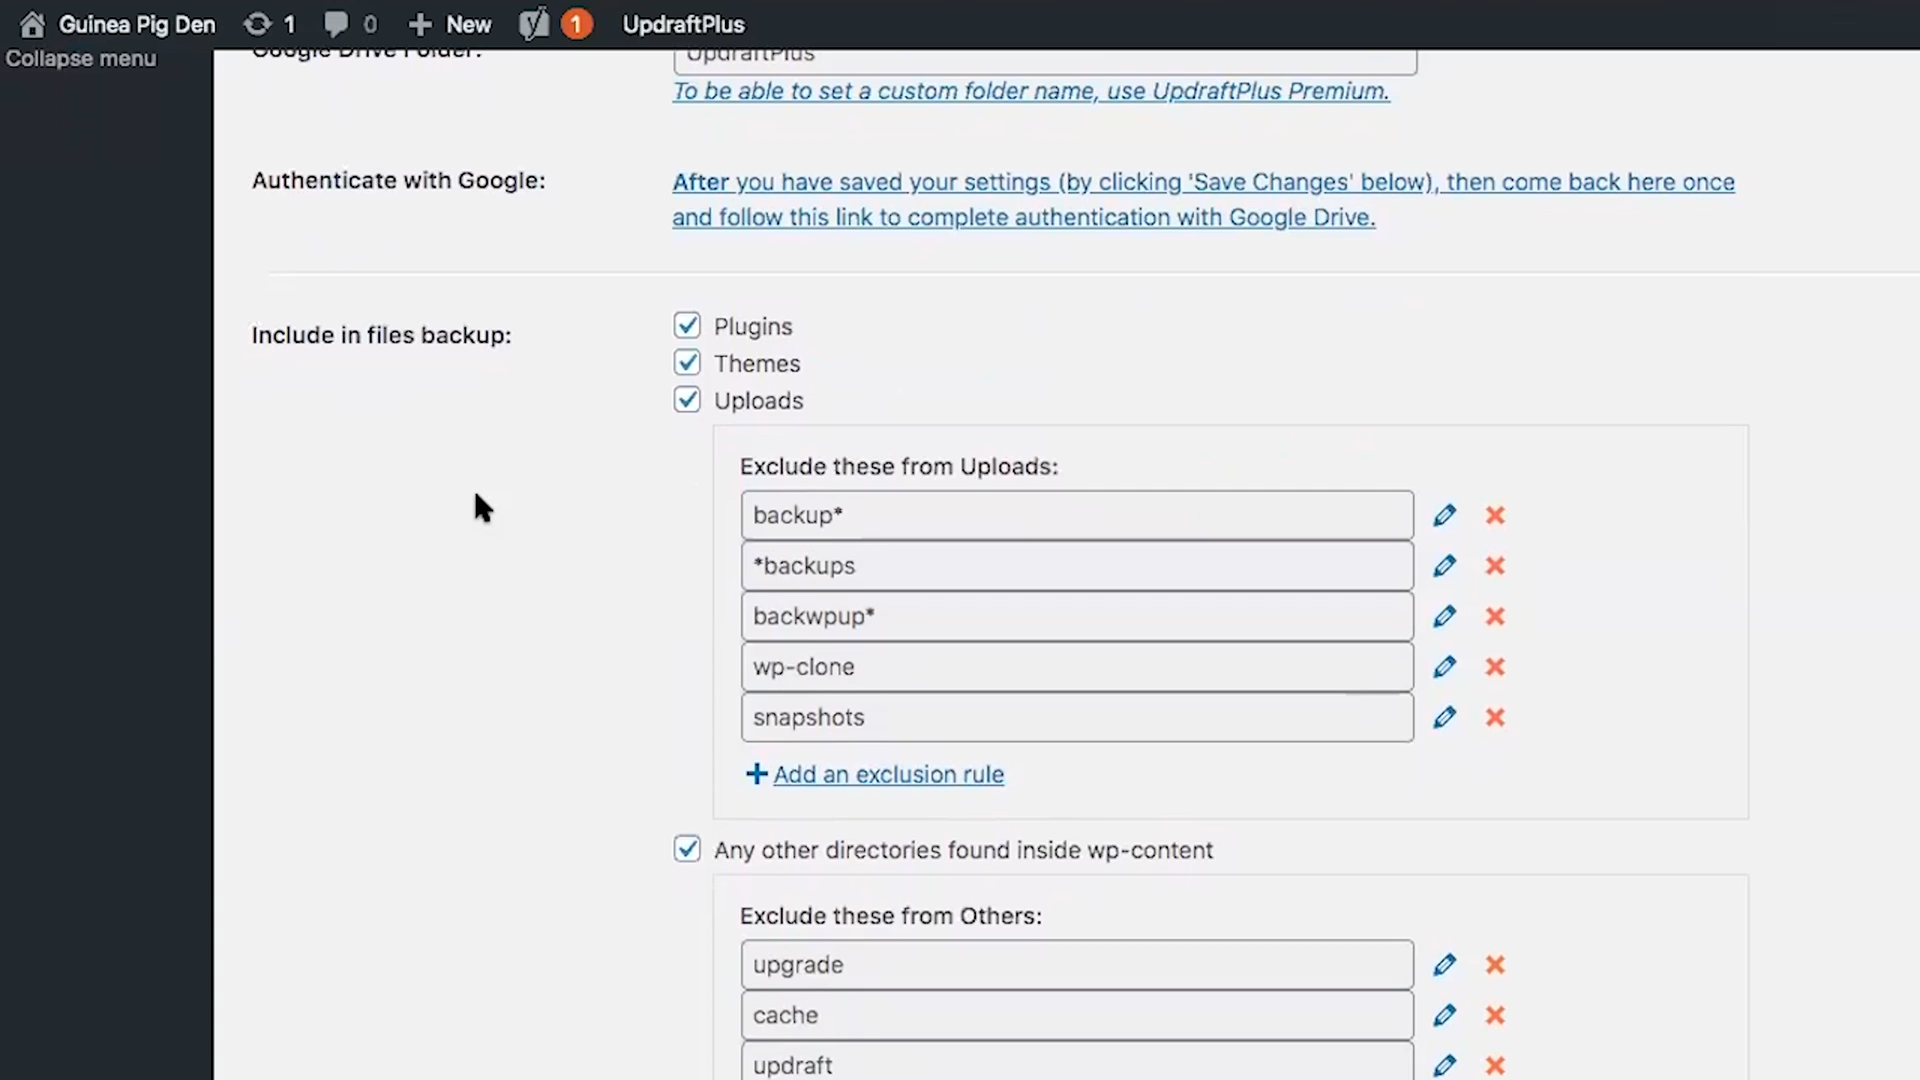 Guinea Pig Den 1 0 New 1 UpdraftPlus
Collapse menu
Google Drive Folder:
UpdraftPlus
To be able to set a custom folder name, use UpdraftPlus Premium.
Authenticate with Google:
After you have saved your settings (by clicking 'Save Changes' below), then come back here once
and follow this link to complete authentication with Google Drive.
Include in files backup:
Plugins
Themes
Uploads
Exclude these from Uploads:
backup*
*backups
backwpup*
wp-clone
snapshots
Add an exclusion rule
Any other directories found inside wp-content
Exclude these from Others:
upgrade
cache
updraft